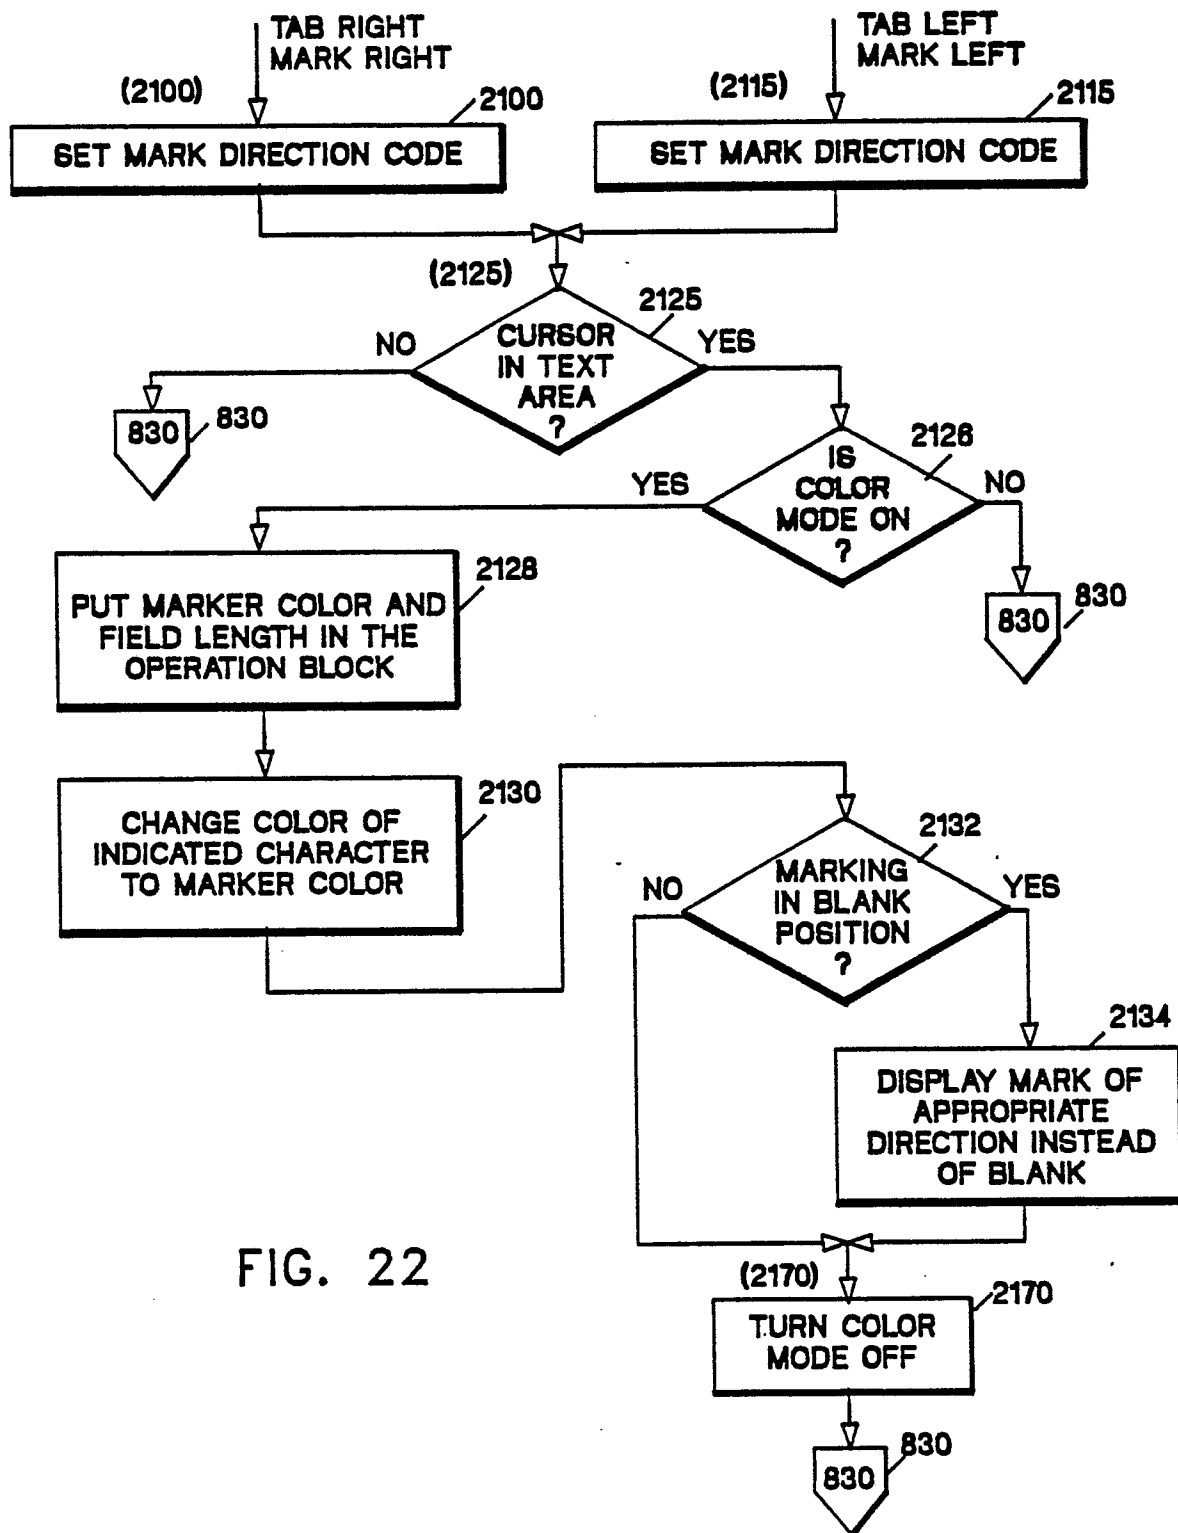 TAB RIGHT
MARK RIGHT
(2100)
2100
SET MARK DIRECTION CODE
TAB LEFT
MARK LEFT
(2115)
2115
SET MARK DIRECTION CODE
(2125)
2125
NO
CURSOR
IN TEXT
AREA
?
YES
830
830
2126
YES
IS
COLOR
MODE ON
?
NO
830
830
2128
PUT MARKER COLOR AND
FIELD LENGTH IN THE
OPERATION BLOCK
2130
CHANGE COLOR OF
INDICATED CHARACTER
TO MARKER COLOR
2132
NO
MARKING
IN BLANK
POSITION
?
YES
2134
DISPLAY MARK OF
APPROPRIATE
DIRECTION INSTEAD
OF BLANK
FIG. 22
(2170)
2170
TURN COLOR
MODE OFF
830
830